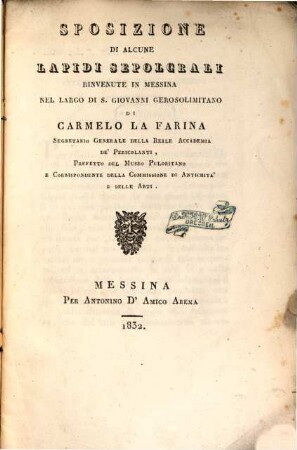 SPOSIZIONE
DI ALCUNE
LAPIDI SEPOLCRALI
RINVENUTE IN MESSINA
NEL LARGO DI S. GIOVANNI GEROSOLIMITANO
DI
CARMELO LA FARINA
SEGRETARIO GENERALE DELLA REALE ACCADEMIA
DE' PERICOLANTI,
PREFETTO DEL MUSEO PELORITANO
E CORRISPONDENTE DELLA COMMISSIONE DI ANTICHITA'
E BELLE ARTI.
MESSINA
PER ANTONINO D'AMICO ARENA
1832.